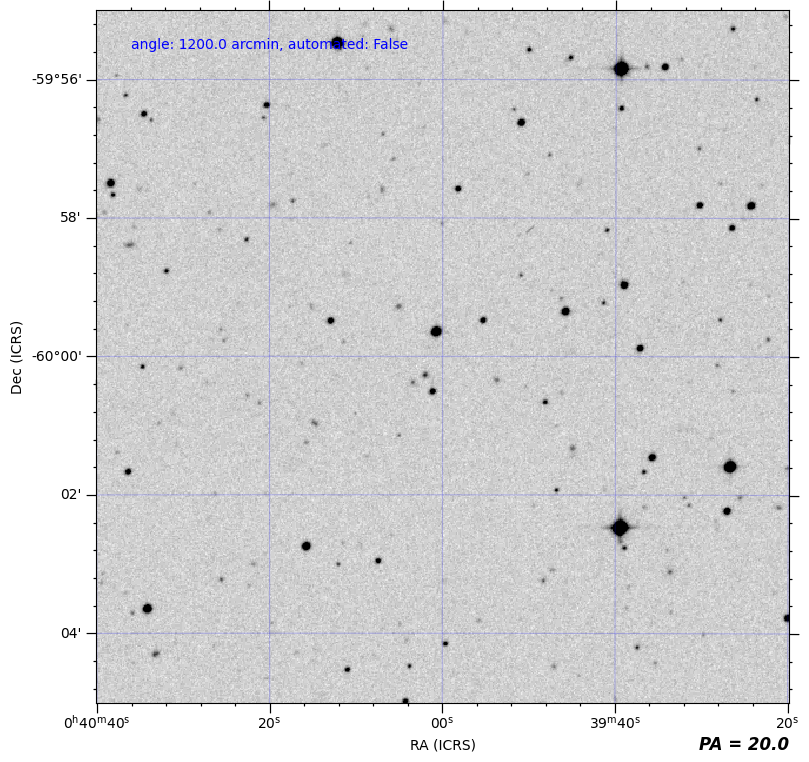 angle: 1200.0 arcmin, automated: False
-59°56'
58'
-60°00'
02'
04'
Dec (ICRS)
0ʰ40ᵐ40ˢ 20ˢ 00ˢ 39ᵐ40ˢ 20ˢ
RA (ICRS)
PA = 20.0